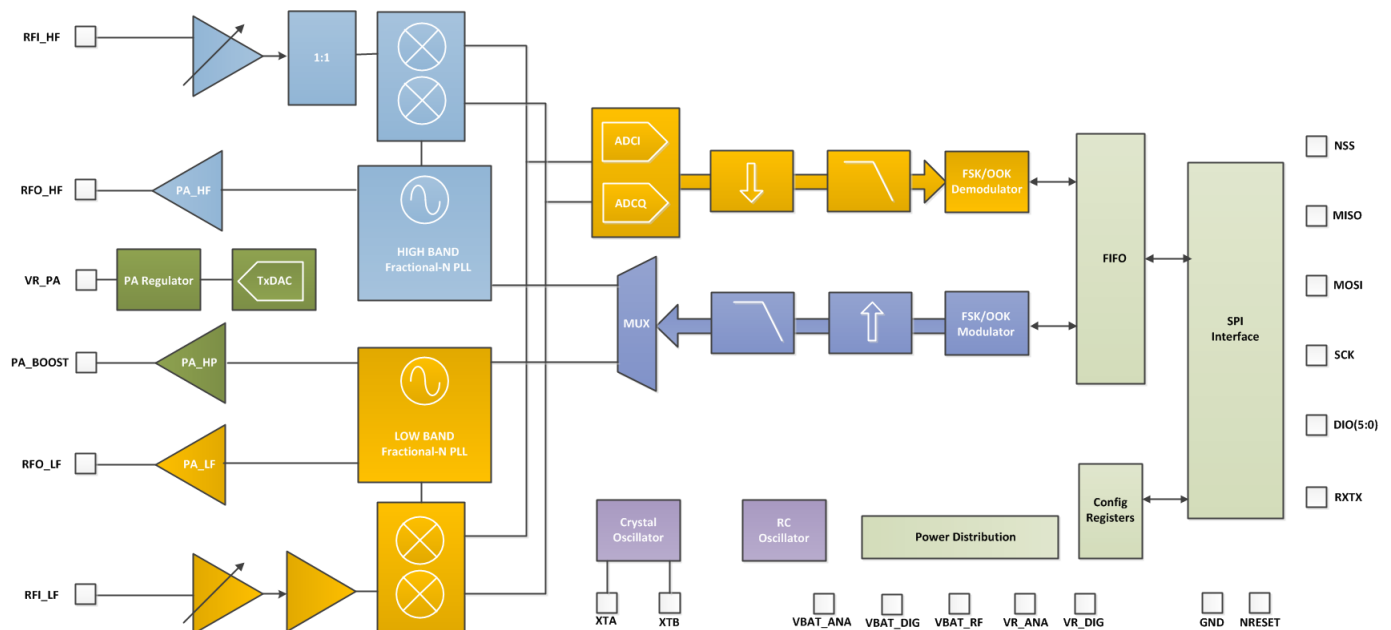 RFI_HF
1:1
RFO_HF
PA_HF
HIGH BAND
Fractional-N PLL
VR_PA
PA Regulator
TxDAC
PA_BOOST
PA_HP
RFO_LF
PA_LF
LOW BAND
Fractional-N PLL
RFI_LF
ADCI
ADCQ
FSK/OOK
Demodulator
MUX
FSK/OOK
Modulator
FIFO
SPI
Interface
NSS
MISO
MOSI
SCK
DIO(5:0)
RXTX
Crystal
Oscillator
RC
Oscillator
Power Distribution
Config
Registers
XTA
XTB
VBAT_ANA
VBAT_DIG
VBAT_RF
VR_ANA
VR_DIG
GND
NRESET